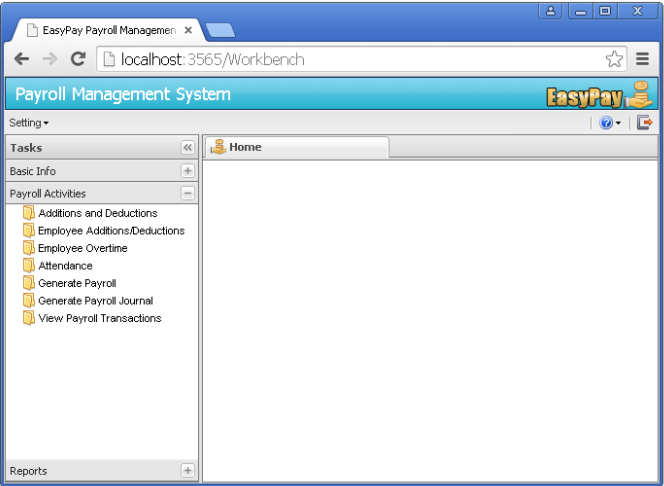 EasyPay Payroll Managemen
localhost:3565/Workbench
Payroll Management System
EasyPay
Setting
Tasks
Home
Basic Info
Payroll Activities
Additions and Deductions
Employee Additions/Deductions
Employee Overtime
Attendance
Generate Payroll
Generate Payroll Journal
View Payroll Transactions
Reports